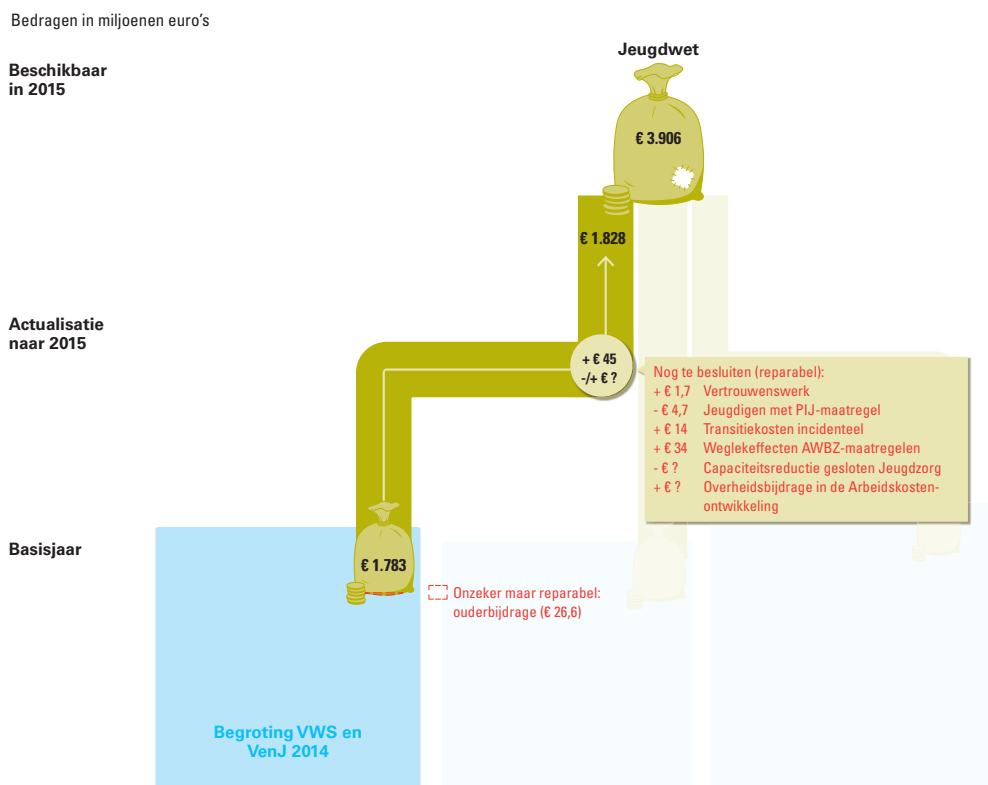 Bedragen in miljoenen euro's
Jeugdwet
Beschikbaar
in 2015
€ 3.906
€ 1.828
Actualisatie
naar 2015
+ € 45
-/+ € ?
Nog te besluiten (reparabel):
+ € 1,7 Vertrouwenswerk
- € 4,7 Jeugdigen met PIJ-maatregel
+ € 14 Transitiekosten incidenteel
+ € 34 Weglekeffecten AWBZ-maatregelen
- € ? Capaciteitsreductie gesloten Jeugdzorg
+ € ? Overheidsbijdrage in de Arbeidskosten-
ontwikkeling
Basisjaar
€ 1.783
Onzeker maar reparabel:
ouderbijdrage (€ 26,6)
Begroting VWS en
VenJ 2014